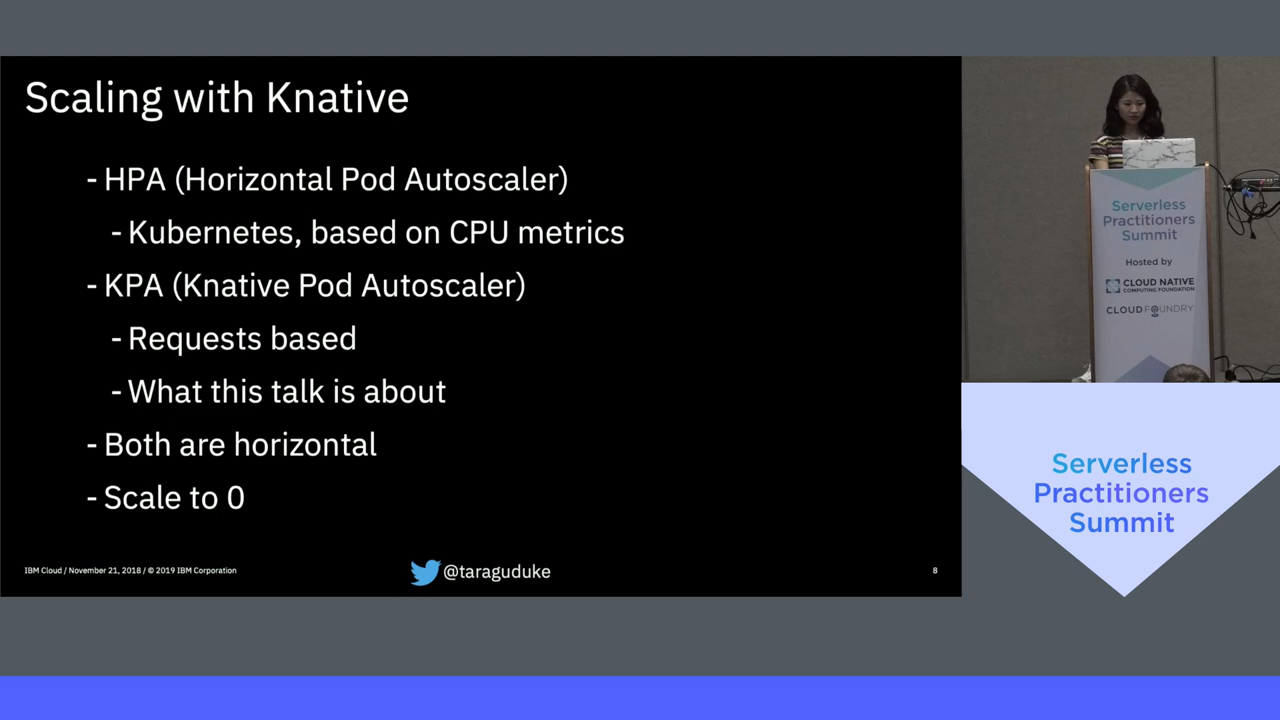 Scaling with Knative
- HPA (Horizontal Pod Autoscaler)
- Kubernetes, based on CPU metrics
- KPA (Knative Pod Autoscaler)
- Requests based
- What this talk is about
- Both are horizontal
- Scale to 0
IBM Cloud / November 21, 2018 / © 2019 IBM Corporation
@taraguduke
8
Serverless
Practitioners
Summit
Hosted by
CLOUD NATIVE
COMPUTING FOUNDATION
CLOUD FOUNDRY
Serverless
Practitioners
Summit